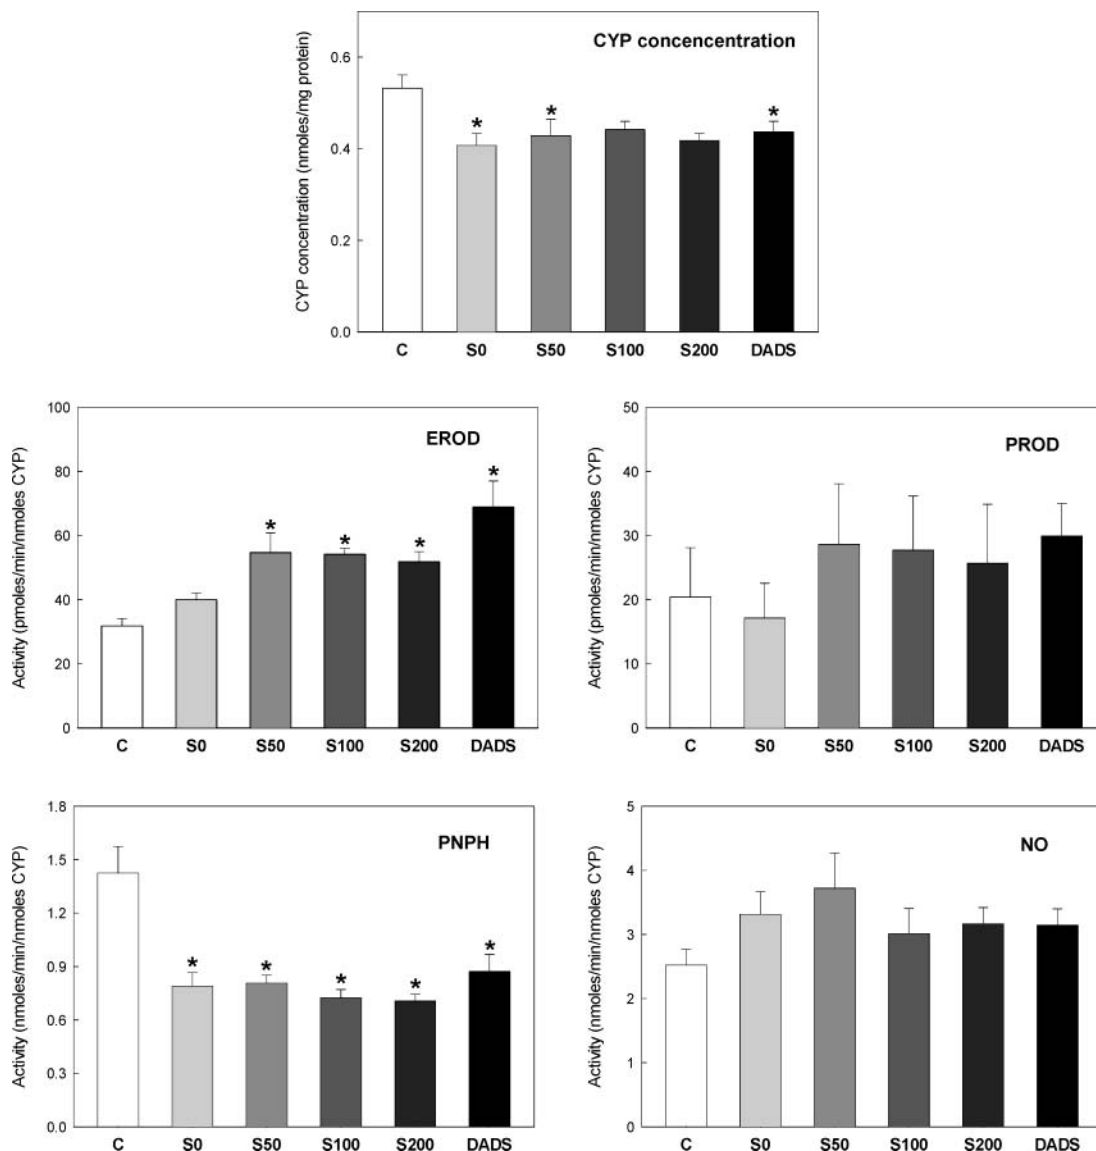 CYP concencentration
CYP concentration (nmoles/mg protein)
0.6
0.4
0.2
0.0
* * *
C S0 S50 S100 S200 DADS
EROD
Activity (pmoles/min/nmoles CYP)
100
80
60
40
20
0
* * * *
C S0 S50 S100 S200 DADS
PROD
Activity (pmoles/min/nmoles CYP)
50
40
30
20
10
0
C S0 S50 S100 S200 DADS
PNPH
Activity (nmoles/min/nmoles CYP)
1.8
1.5
1.2
0.9
0.6
0.3
0.0
* * * * *
C S0 S50 S100 S200 DADS
NO
Activity (nmoles/min/nmoles CYP)
5
4
3
2
1
0
C S0 S50 S100 S200 DADS